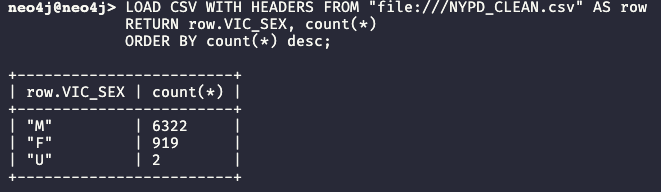 neo4j@neo4j> LOAD CSV WITH HEADERS FROM "file:///NYPD_CLEAN.csv" AS row
             RETURN row.VIC_SEX, count(*)
             ORDER BY count(*) desc;
+------------------------+
| row.VIC_SEX | count(*) |
+------------------------+
| "M"         | 6322     |
| "F"         | 919      |
| "U"         | 2        |
+------------------------+